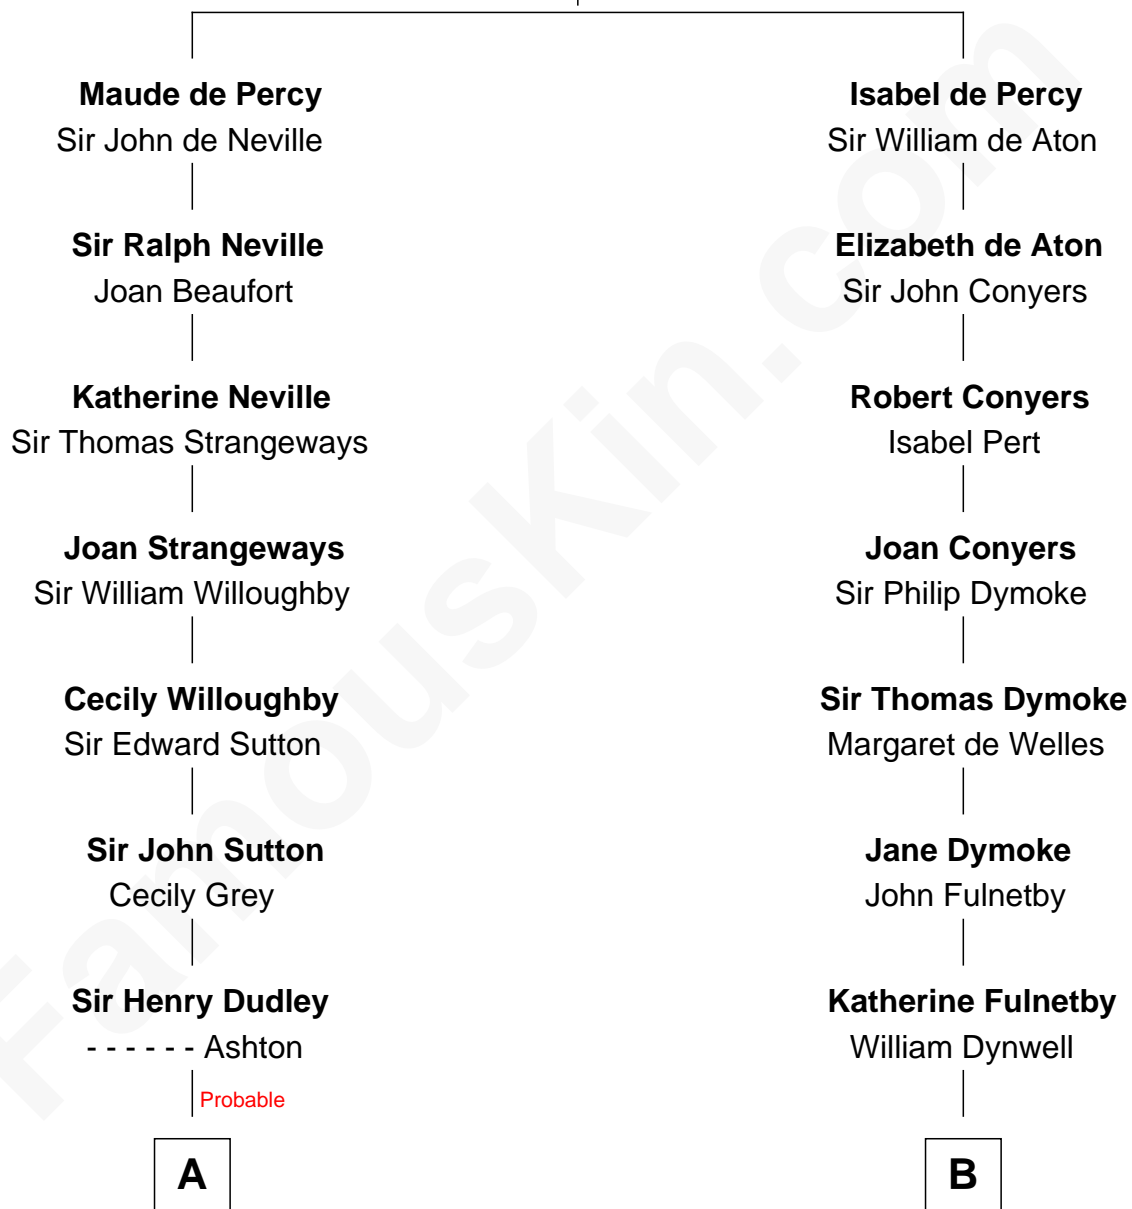 Maude de Percy
Sir John de Neville
Sir Ralph Neville
Joan Beaufort
Katherine Neville
Sir Thomas Strangeways
Joan Strangeways
Sir William Willoughby
Cecily Willoughby
Sir Edward Sutton
Sir John Sutton
Cecily Grey
Sir Henry Dudley
- - - - - - Ashton
Probable
A
Isabel de Percy
Sir William de Aton
Elizabeth de Aton
Sir John Conyers
Robert Conyers
Isabel Pert
Joan Conyers
Sir Philip Dymoke
Sir Thomas Dymoke
Margaret de Welles
Jane Dymoke
John Fulnetby
Katherine Fulnetby
William Dynwell
B
FamousKin.com